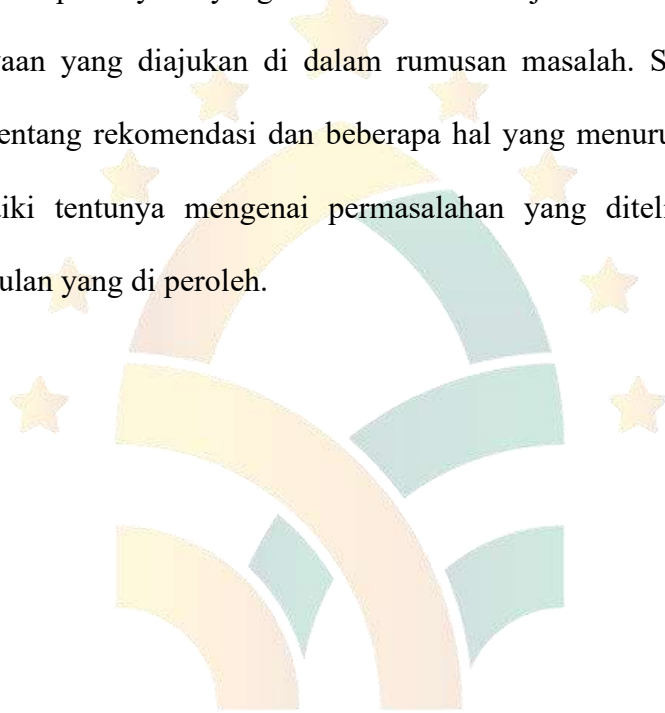 yaan yang diajukan di dalam rumusan masalah. S
entang rekomendasi dan beberapa hal yang menuru
iki tentunya mengenai permasalahan yang diteli
ulan yang di peroleh.